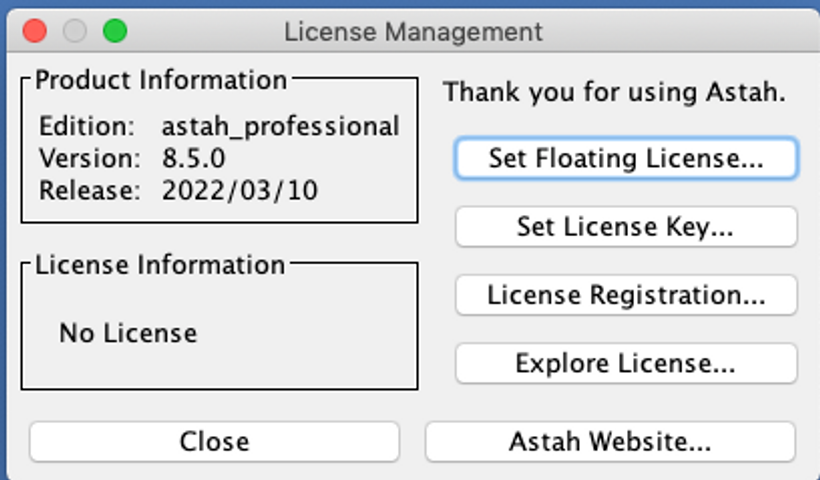 License Management
Product Information
Edition: astah_professional
Version: 8.5.0
Release: 2022/03/10
License Information
No License
Thank you for using Astah.
Set Floating License...
Set License Key...
License Registration...
Explore License...
Close
Astah Website...